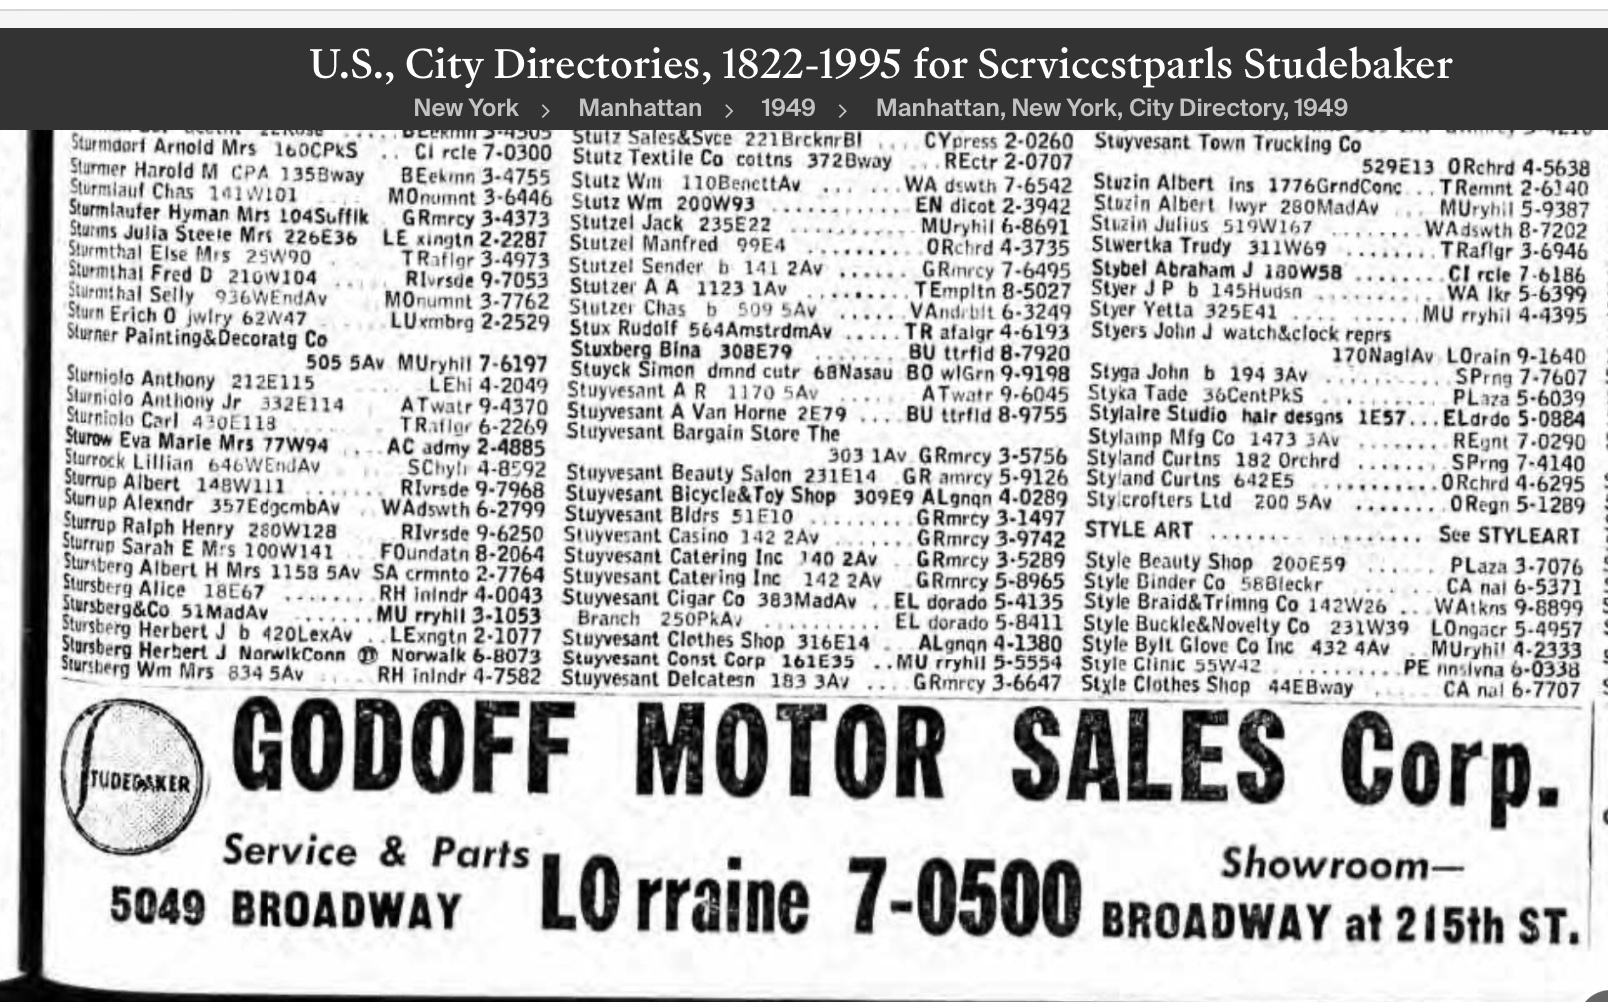 U.S., City Directories, 1822-1995 for Scrviccstparls Studebaker
New York > Manhattan > 1949 > Manhattan, New York, City Directory, 1949
Sturmdorf Arnold Mrs 160CPkS .. CI rcle 7-0300
Sturmer Harold M CPA 135Bway BEekmn 3-4755
Sturmlauf Chas 141W101 MOnumt 3-6446
Sturmlaufer Hyman Mrs 104Sufflk GRmrcy 3-4373
Sturms Julia Steele Mrs 226E36 LE xingtn 2-2287
Sturmthal Else Mrs 25W90 TRaflgr 3-4973
Sturmthal Fred D 210W104 RIvrsde 9-7053
Sturmthal Selly 936WEndAv MOnumnt 3-7762
Sturn Erich O jwlry 62W47 LUxmbrg 2-2529
Sturner Painting&Decoratg Co
505 5Av MUryhil 7-6197
Sturniolo Anthony 212E115 LEhi 4-2049
Sturniolo Anthony Jr 332E114 ATwatr 9-4370
Sturniolo Carl 430E118 TRaflgr 6-2269
Sturow Eva Marie Mrs 77W94 .... AC admy 2-4885
Sturrock Lillian 646WEndAv SChylr 4-8592
Sturrup Albert 148W111 RIvrsde 9-7968
Sturrup Alexndr 357EdgcmbAv WAdswth 6-2799
Sturrup Ralph Henry 280W128 RIvrsde 9-6250
Sturrup Sarah E Mrs 100W141 FOundatn 8-2064
Stursberg Albert H Mrs 1158 5Av SA crmnto 2-7764
Stursberg Alice 18E67 ........ RH inlndr 4-0043
Stursberg&Co 51MadAv ....... MU rryhil 3-1053
Stursberg Herbert J b 420LexAv .. LExngtn 2-1077
Stursberg Herbert J NorwlkConn Norwalk 6-8073
Stursberg Wm Mrs 834 5Av .... RH inlndr 4-7582
Stutz Sales&Svce 221BrcknrBl .... CYpress 2-0260
Stutz Textile Co cottns 372Bway ... REctr 2-0707
Stutz Wm 110BenettAv ... ... WA dswth 7-6542
Stutz Wm 200W93 ............ EN dicot 2-3942
Stutzel Jack 235E22 .......... MUryhil 6-8691
Stutzel Manfred 99E4 ......... ORchrd 4-3735
Stutzel Sender b 141 2Av ...... GRmrcy 7-6495
Stutzer A A 1123 1Av .......... TEmpltn 8-5027
Stutzer Chas b 509 5Av ...... VAndrblt 6-3249
Stux Rudolf 564AmstrdmAv ..... TR afalgr 4-6193
Stuxberg Bina 308E79 ....... BU ttrfld 8-7920
Stuyck Simon dmnd cutr 68Nasau BO wlGrn 9-9198
Stuyvesant A R 1170 5Av ..... ATwatr 9-6045
Stuyvesant A Van Horne 2E79 .... BU ttrfld 8-9755
Stuyvesant Bargain Store The
303 1Av GRmrcy 3-5756
Stuyvesant Beauty Salon 231E14 .GR amrcy 5-9126
Stuyvesant Bicycle&Toy Shop 309E9 ALgnqn 4-0289
Stuyvesant Bldrs 51E10 ........ GRmrcy 3-1497
Stuyvesant Casino 142 2Av ...... GRmrcy 3-9742
Stuyvesant Catering Inc 140 2Av .. GRmrcy 3-5289
Stuyvesant Catering Inc 142 2Av .. GRmrcy 5-8965
Stuyvesant Cigar Co 383MadAv .. EL dorado 5-4135
Branch 250PkAv ........... EL dorado 5-8411
Stuyvesant Clothes Shop 316E14 .. ALgnqn 4-1380
Stuyvesant Const Corp 161E35 ..MU rryhil 5-5554
Stuyvesant Delcatesn 183 3Av .... GRmrcy 3-6647
Stuyvesant Town Trucking Co
529E13 ORchrd 4-5638
Stuzin Albert ins 1776GrndConc .. TRemnt 2-6140
Stuzin Albert lwyr 280MadAv ... MUryhil 5-9387
Stuzin Julius 519W167 ........ WAdswth 8-7202
Stwertka Trudy 311W69 ........ TRaflgr 3-6946
Stybel Abraham J 180W58 ........ CI rcle 7-6186
Styer J P b 145Hudsn .......... WA lkr 5-6399
Styer Yetta 325E41 .......... MU rryhil 4-4395
Styers John J watch&clock reprs
170NaglAv LOrain 9-1640
Styga John b 194 3Av .......... SPrng 7-7607
Styka Tade 36CentPkS ......... PLaza 5-6039
Stylaire Studio hair desgns 1E57...ELdrdo 5-0884
Stylamp Mfg Co 1473 3Av ....... REgnt 7-0290
Styland Curtns 182 Orchrd ....... SPrng 7-4140
Styland Curtns 642E5 .......... ORchrd 4-6295
Stylcrofters Ltd 200 5Av ........ ORegn 5-1289
STYLE ART .................. See STYLEART
Style Beauty Shop 200E59 ...... PLaza 3-7076
Style Binder Co 58Bleckr ........ CA nal 6-5371
Style Braid&Trimng Co 142W26 ... WAtkns 9-8899
Style Buckle&Novelty Co 231W39 LOngacr 5-4957
Style Bylt Glove Co Inc 432 4Av .. MUryhil 4-2333
Style Clinic 55W42 .......... PE nnslvna 6-0338
Style Clothes Shop 44EBway ..... CA nal 6-7707
STUDEBAKER
GODOFF MOTOR SALES Corp.
Service & Parts
5049 BROADWAY
LO rraine 7-0500
Showroom—
BROADWAY at 215th ST.